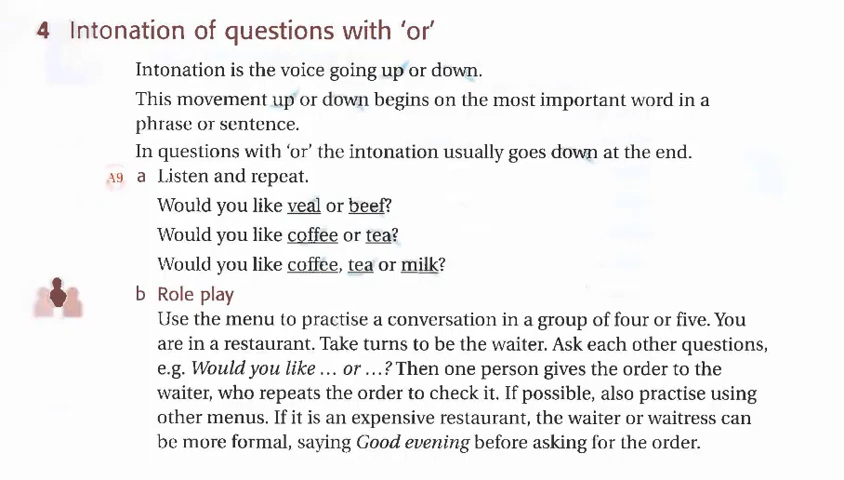 4 Intonation of questions with 'or'
Intonation is the voice going up or down.
This movement up or down begins on the most important word in a
phrase or sentence.
In questions with 'or' the intonation usually goes down at the end.
A9 a Listen and repeat.
Would you like veal or beef?
Would you like coffee or tea?
Would you like coffee, tea or milk?
b Role play
Use the menu to practise a conversation in a group of four or five. You
are in a restaurant. Take turns to be the waiter. Ask each other questions,
e.g. Would you like ... or ...? Then one person gives the order to the
waiter, who repeats the order to check it. If possible, also practise using
other menus. If it is an expensive restaurant, the waiter or waitress can
be more formal, saying Good evening before asking for the order.